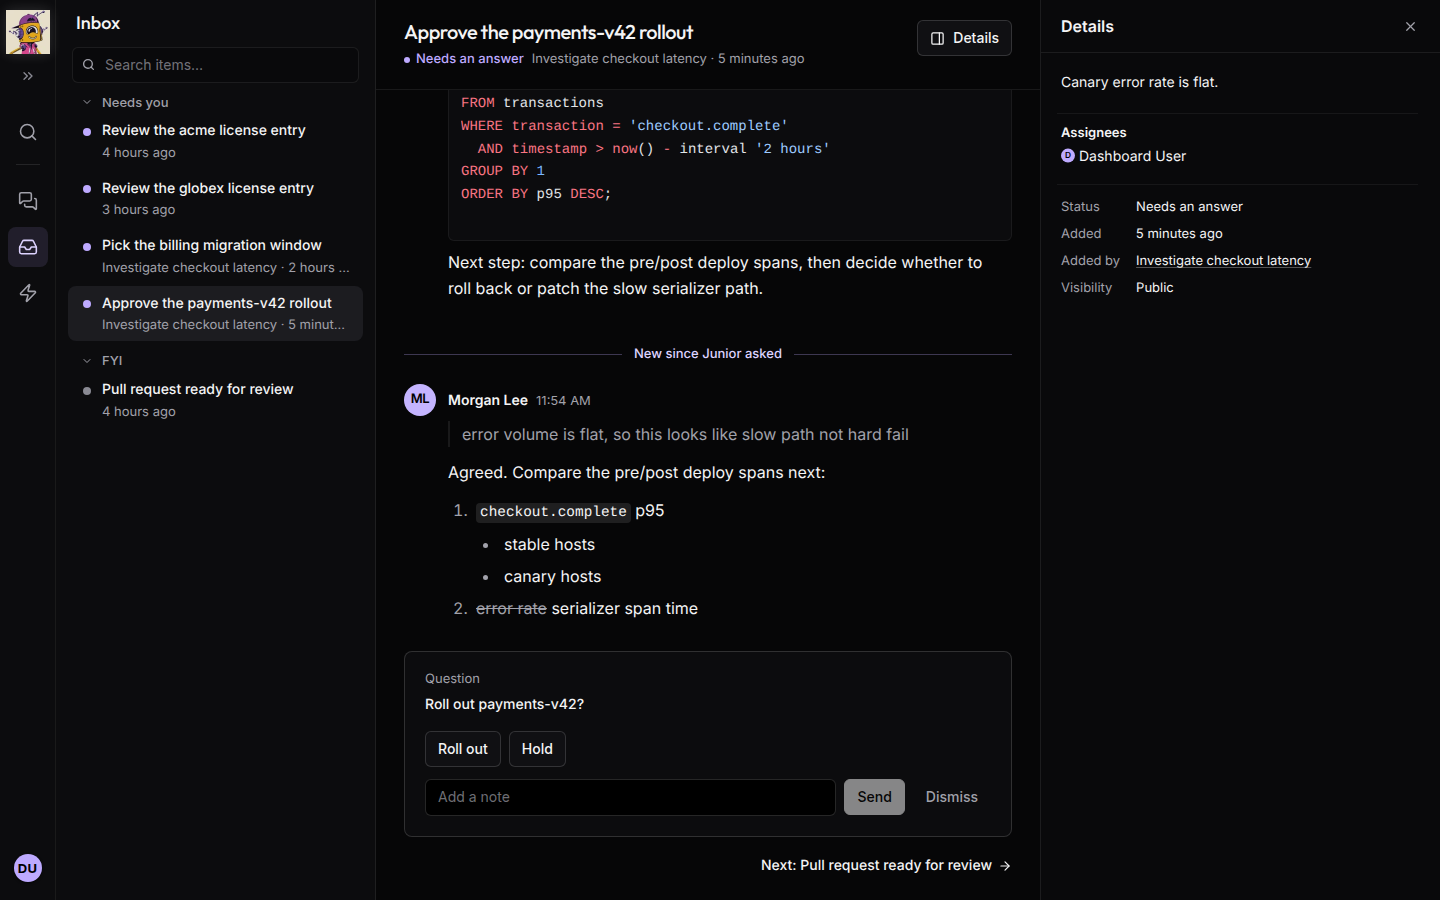 Inbox
Search items...
Needs you
Review the acme license entry
4 hours ago
Review the globex license entry
3 hours ago
Pick the billing migration window
Investigate checkout latency · 2 hours ...
Approve the payments-v42 rollout
Investigate checkout latency · 5 minut...
FYI
Pull request ready for review
4 hours ago
DU
Approve the payments-v42 rollout
Needs an answer Investigate checkout latency · 5 minutes ago
Details
FROM transactions
WHERE transaction = 'checkout.complete'
AND timestamp > now() - interval '2 hours'
GROUP BY 1
ORDER BY p95 DESC;
Next step: compare the pre/post deploy spans, then decide whether to
roll back or patch the slow serializer path.
New since Junior asked
ML
Morgan Lee 11:54 AM
error volume is flat, so this looks like slow path not hard fail
Agreed. Compare the pre/post deploy spans next:
1. checkout.complete p95
• stable hosts
• canary hosts
2. error rate serializer span time
Question
Roll out payments-v42?
Roll out Hold
Add a note Send Dismiss
Next: Pull request ready for review →
Details
Canary error rate is flat.
Assignees
D Dashboard User
Status Needs an answer
Added 5 minutes ago
Added by Investigate checkout latency
Visibility Public